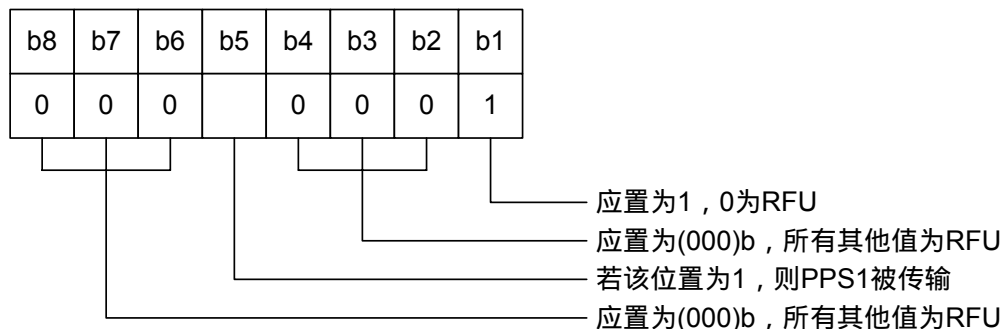 b8 b7 b6 b5 b4 b3 b2 b1
0 0 0 0 0 0 1
应置为1，0为RFU
应置为(000)b，所有其他值为RFU
若该位置为1，则PPS1被传输
应置为(000)b，所有其他值为RFU